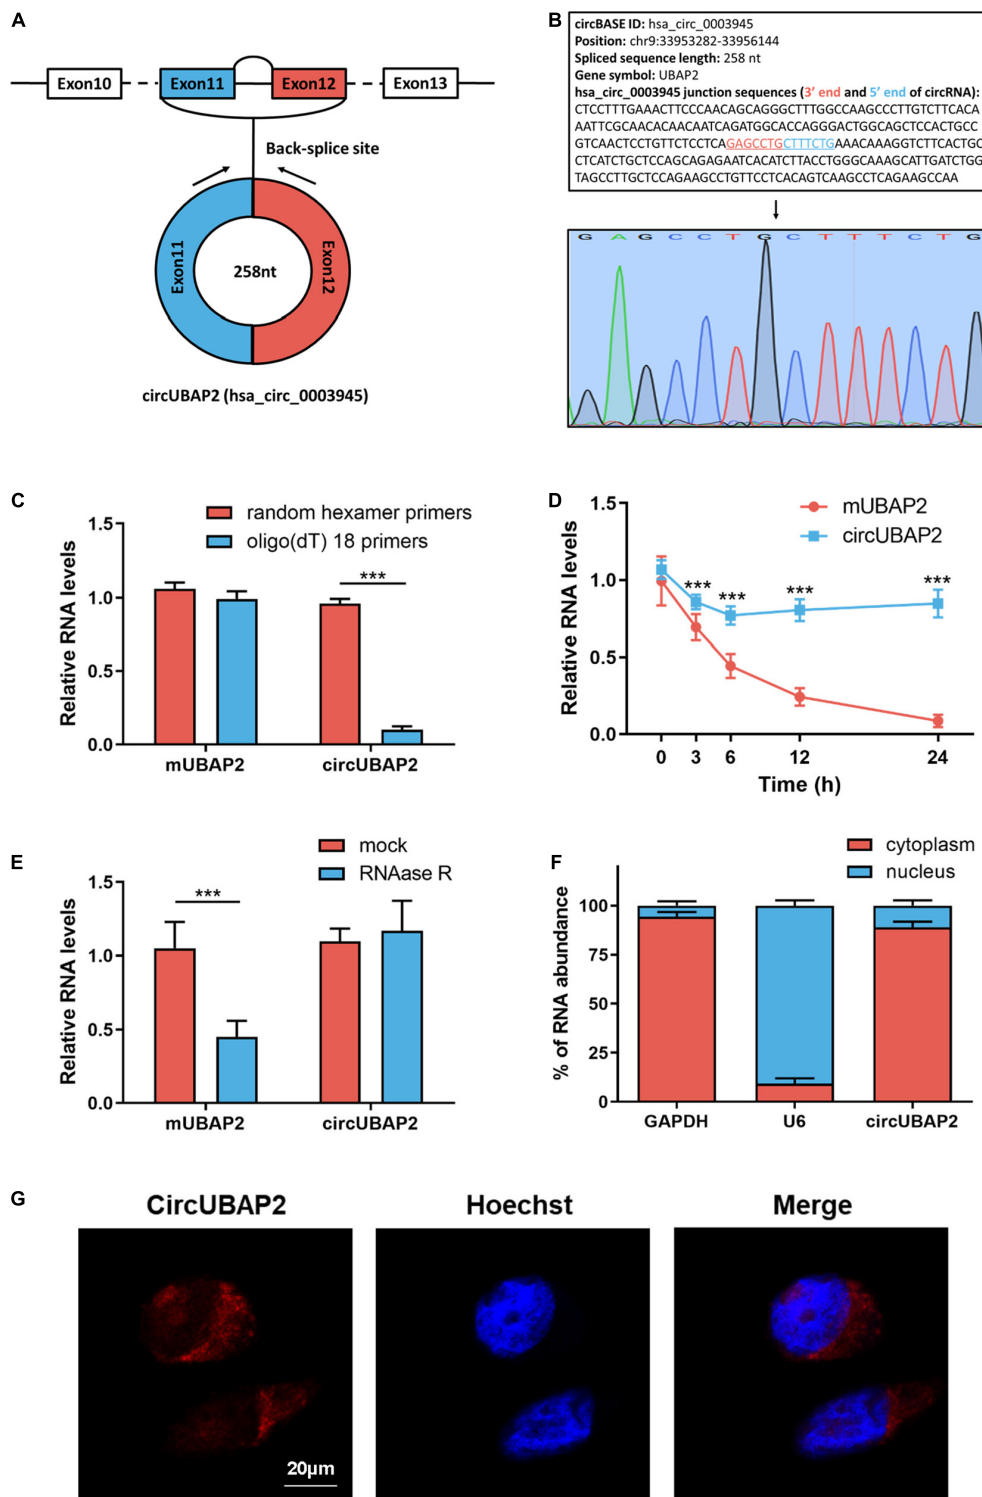 A
Exon10
Exon11
Exon12
Exon13
Back-splice site
Exon11
Exon12
258nt
circUBAP2 (hsa_circ_0003945)
B
circBASE ID: hsa_circ_0003945
Position: chr9:33953282-33956144
Spliced sequence length: 258 nt
Gene symbol: UBAP2
hsa_circ_0003945 junction sequences (3' end and 5' end of circRNA):
CTCCTTTGAAACTTCCCAACAGCAGGGCTTTGGCCAAGCCCTTGTCTTCACA
AATTCGCAACACAACAATCAGATGGCACCAGGGACTGGCAGCTCCACTGCC
GTCAACTCCTGTTCTCCTCAGAGCCTGCTTTCTGAAACAAAGGTCTTCACTGC
CTCATCTGCTCCAGCAGAGAATCACATCTTACCTGGGCAAAGCATTGATCTGG
TAGCCTTGCTCCAGAAGCCTGTTCCTCACAGTCAAGCCTCAGAAGCCAA
G A G C C T G C T T T C T G
C
random hexamer primers
oligo(dT) 18 primers
Relative RNA levels
1.5
1.0
0.5
0.0
***
mUBAP2
circUBAP2
D
mUBAP2
circUBAP2
Relative RNA levels
1.5
1.0
0.5
0.0
***
***
***
***
0
3
6
12
24
Time (h)
E
mock
RNAase R
Relative RNA levels
1.5
1.0
0.5
0.0
***
mUBAP2
circUBAP2
F
cytoplasm
nucleus
% of RNA abundance
100
75
50
25
0
GAPDH
U6
circUBAP2
G
CircUBAP2
Hoechst
Merge
20μm